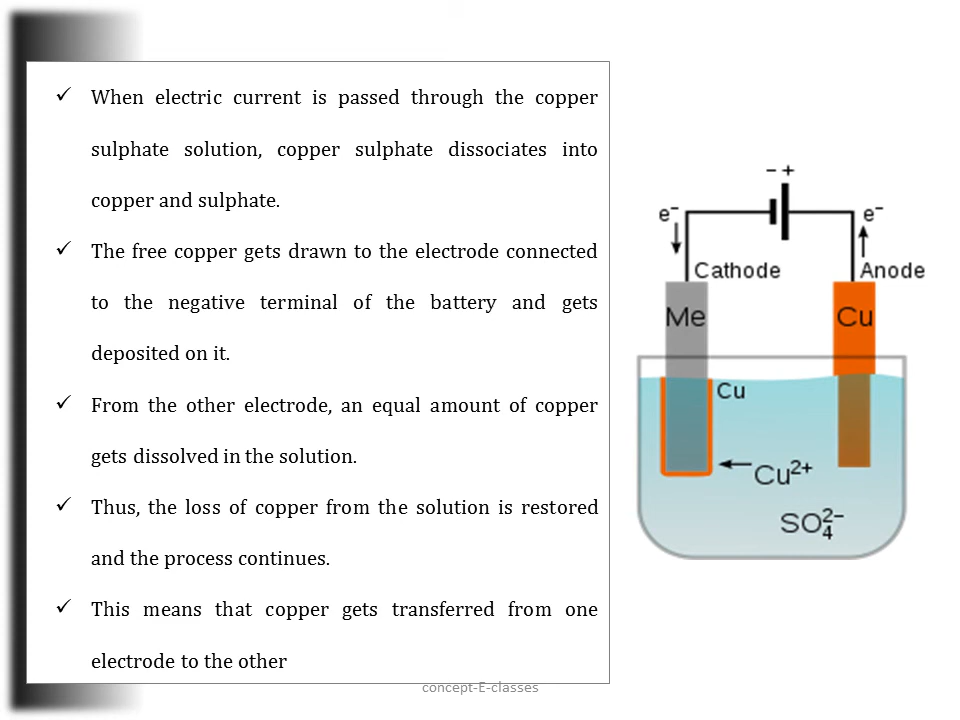 ✓ When electric current is passed through the copper
sulphate solution, copper sulphate dissociates into
copper and sulphate.
✓ The free copper gets drawn to the electrode connected
to the negative terminal of the battery and gets
deposited on it.
✓ From the other electrode, an equal amount of copper
gets dissolved in the solution.
✓ Thus, the loss of copper from the solution is restored
and the process continues.
✓ This means that copper gets transferred from one
electrode to the other
- +
e⁻ e⁻
Cathode Anode
Me Cu
Cu
Cu²⁺
SO₄²⁻
concept-E-classes